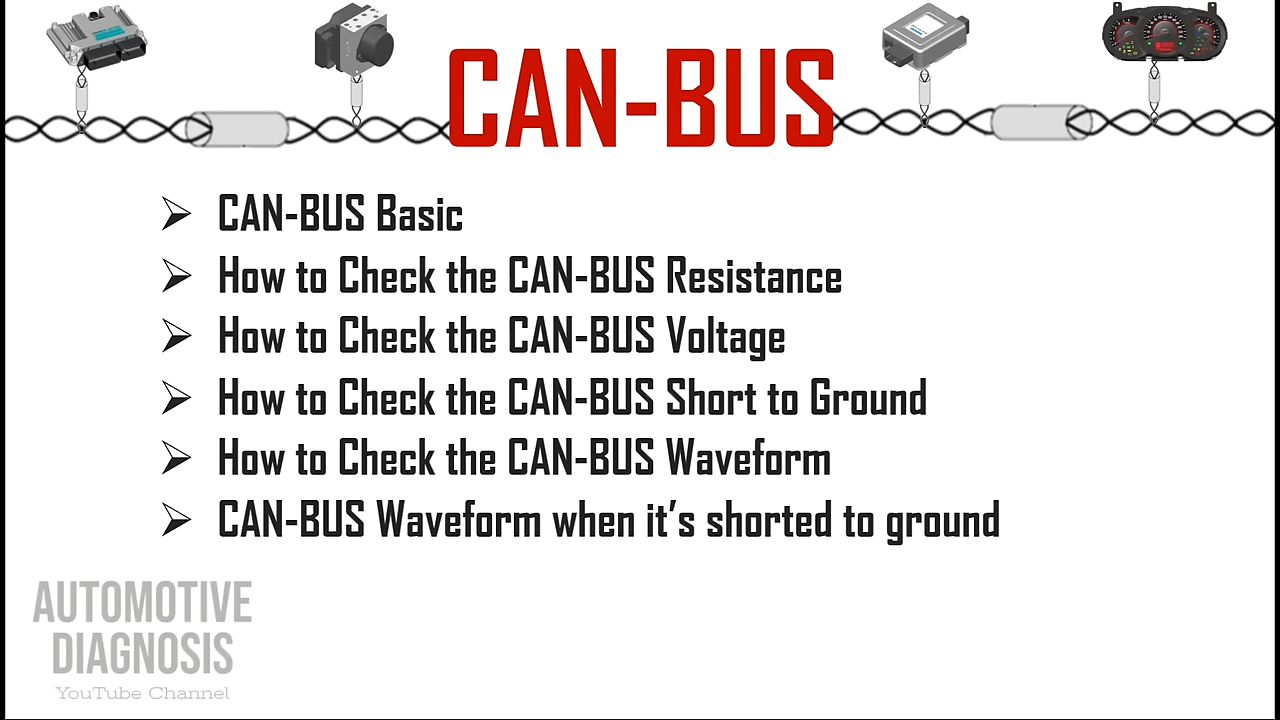 CAN-BUS
CAN-BUS Basic
How to Check the CAN-BUS Resistance
How to Check the CAN-BUS Voltage
How to Check the CAN-BUS Short to Ground
How to Check the CAN-BUS Waveform
CAN-BUS Waveform when it’s shorted to ground
AUTOMOTIVE
DIAGNOSIS
YouTube Channel